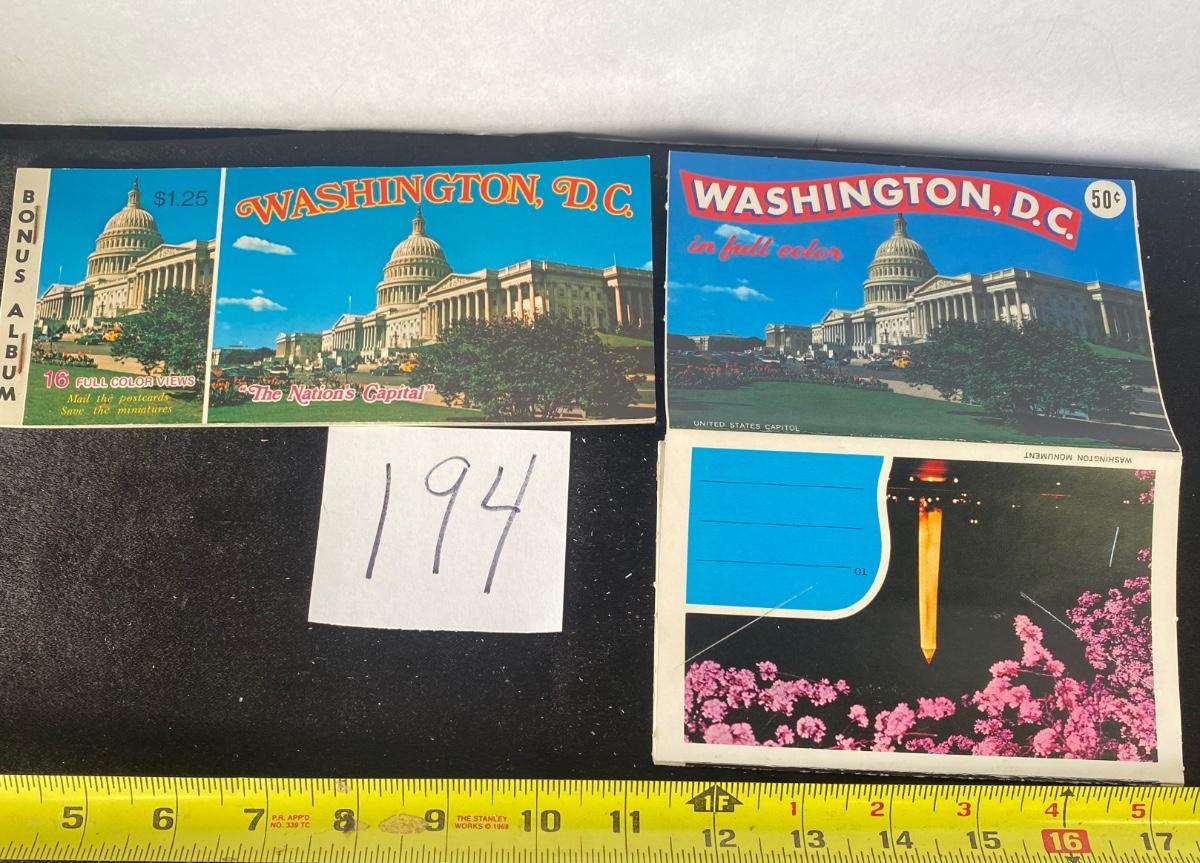 BONUS ALBUM
$1.25
16 FULL COLOR VIEWS
Mail the postcards
Save the miniatures
WASHINGTON, D.C.
"The Nation's Capital"
WASHINGTON, D.C.
50¢
in full color
UNITED STATES CAPITOL
WASHINGTON MONUMENT
TO
194
1F 1 2 3 4 5
5 6 7 8 9 10 11 12 13 14 15 16 17
P.R. APP'D
NO. 339 TC
THE STANLEY
WORKS © 1968